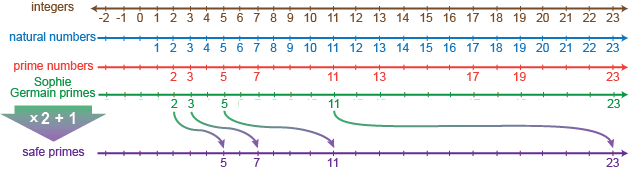 integers -2 -1 0 1 2 3 4 5 6 7 8 9 10 11 12 13 14 15 16 17 18 19 20 21 22 23
natural numbers 1 2 3 4 5 6 7 8 9 10 11 12 13 14 15 16 17 18 19 20 21 22 23
prime numbers 2 3 5 7 11 13 17 19 23
Sophie
Germain primes 2 3 5 11 23
×2 + 1
safe primes 5 7 11 23